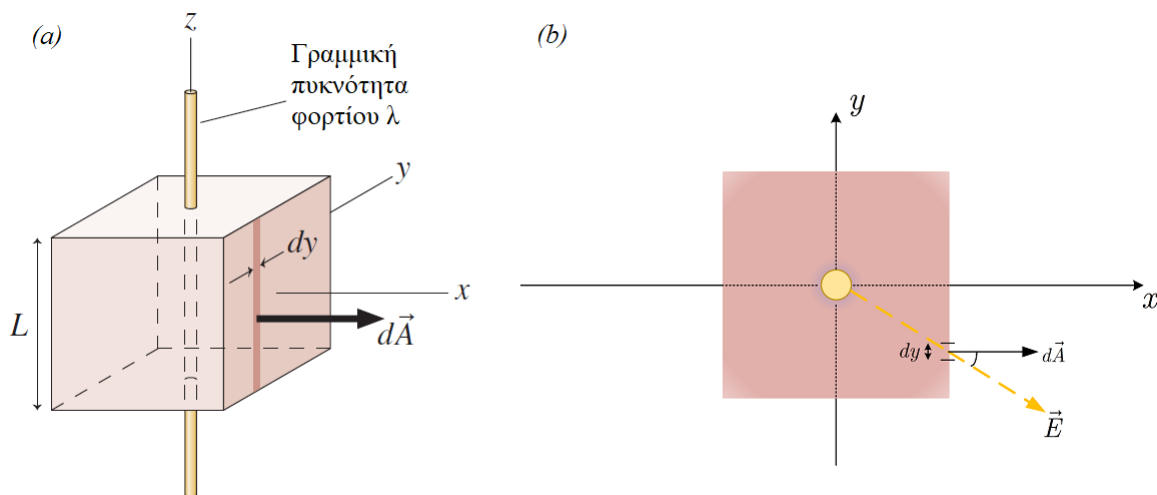 (a)
z
Γραμμική
πυκνότητα
φορτίου λ
y
dy
x
L
dA⃗
(b)
y
x
dy
dA⃗
E⃗